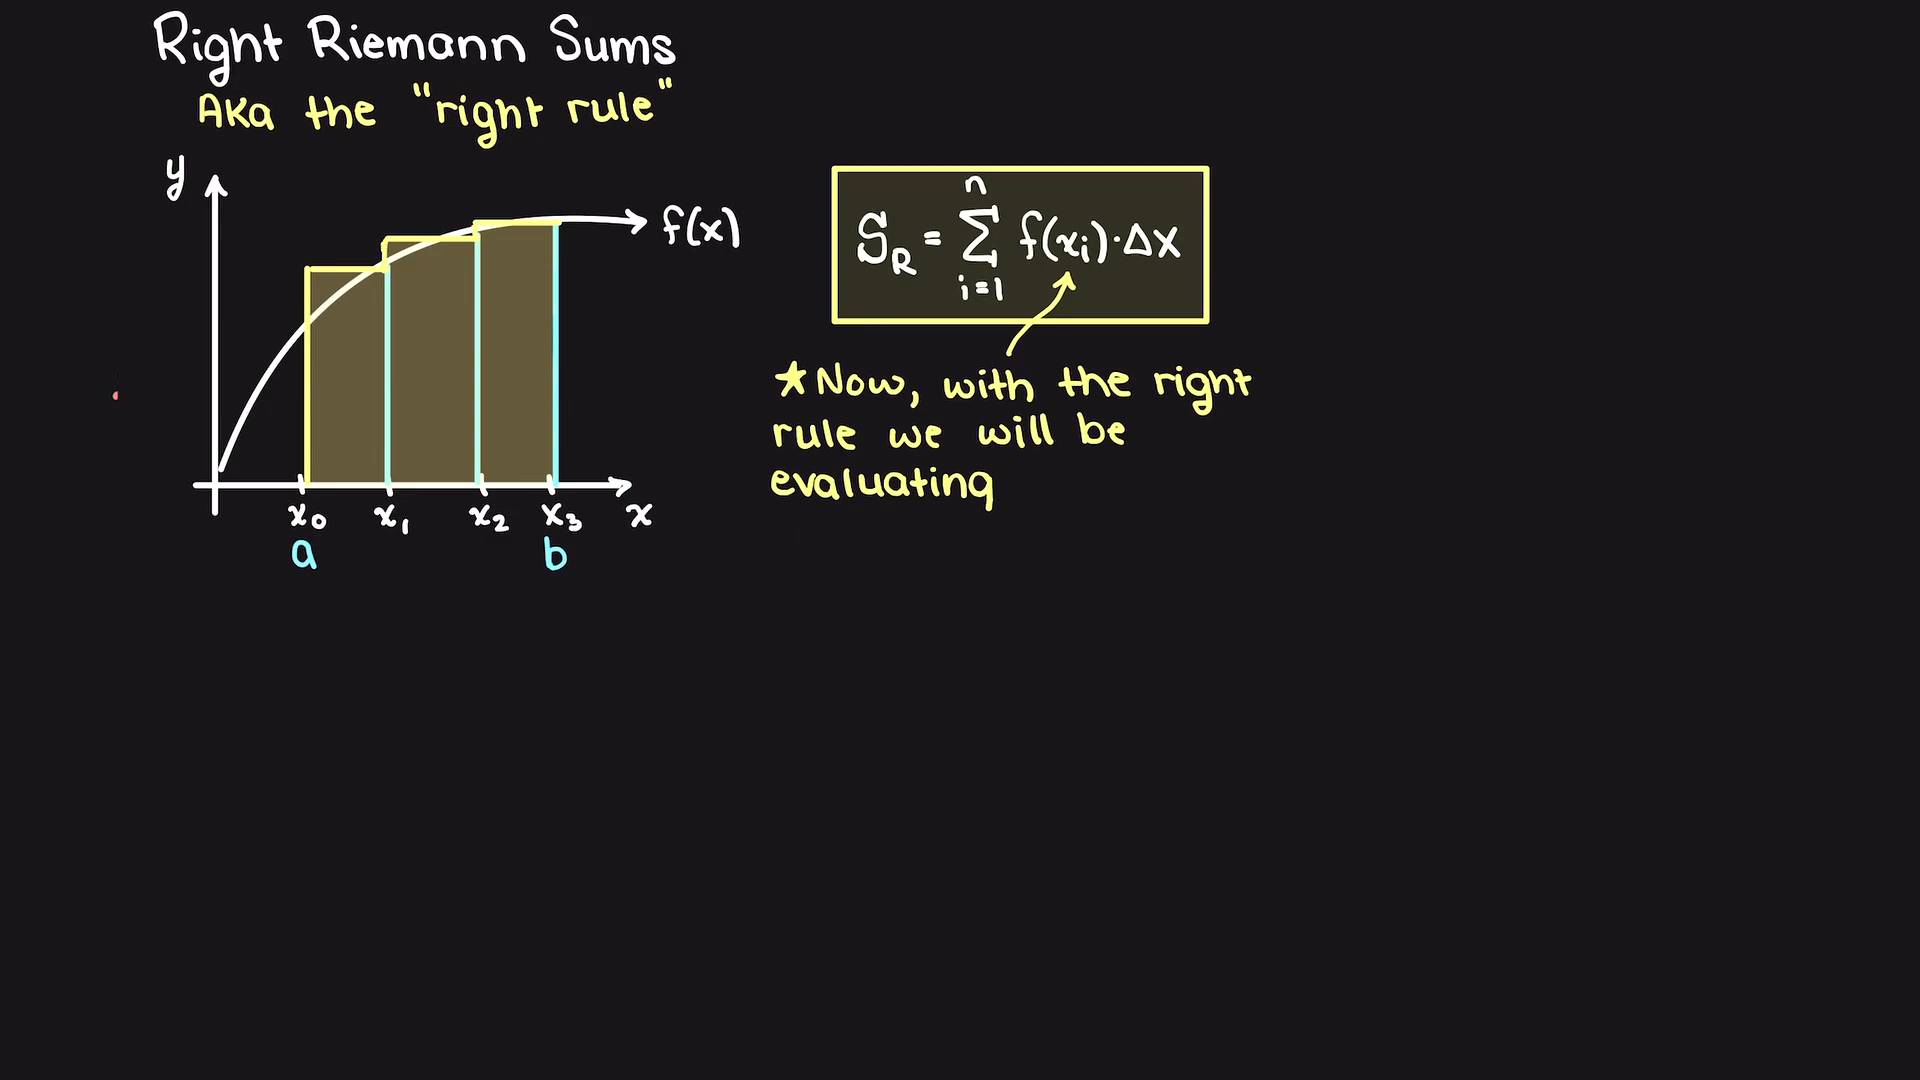 Right Riemann Sums
Aka the "right rule"
y
f(x)
x₀ x₁ x₂ x₃ x
a b
n
S_R = Σ f(xᵢ)·Δx
i=1
★Now, with the right
rule we will be
evaluating